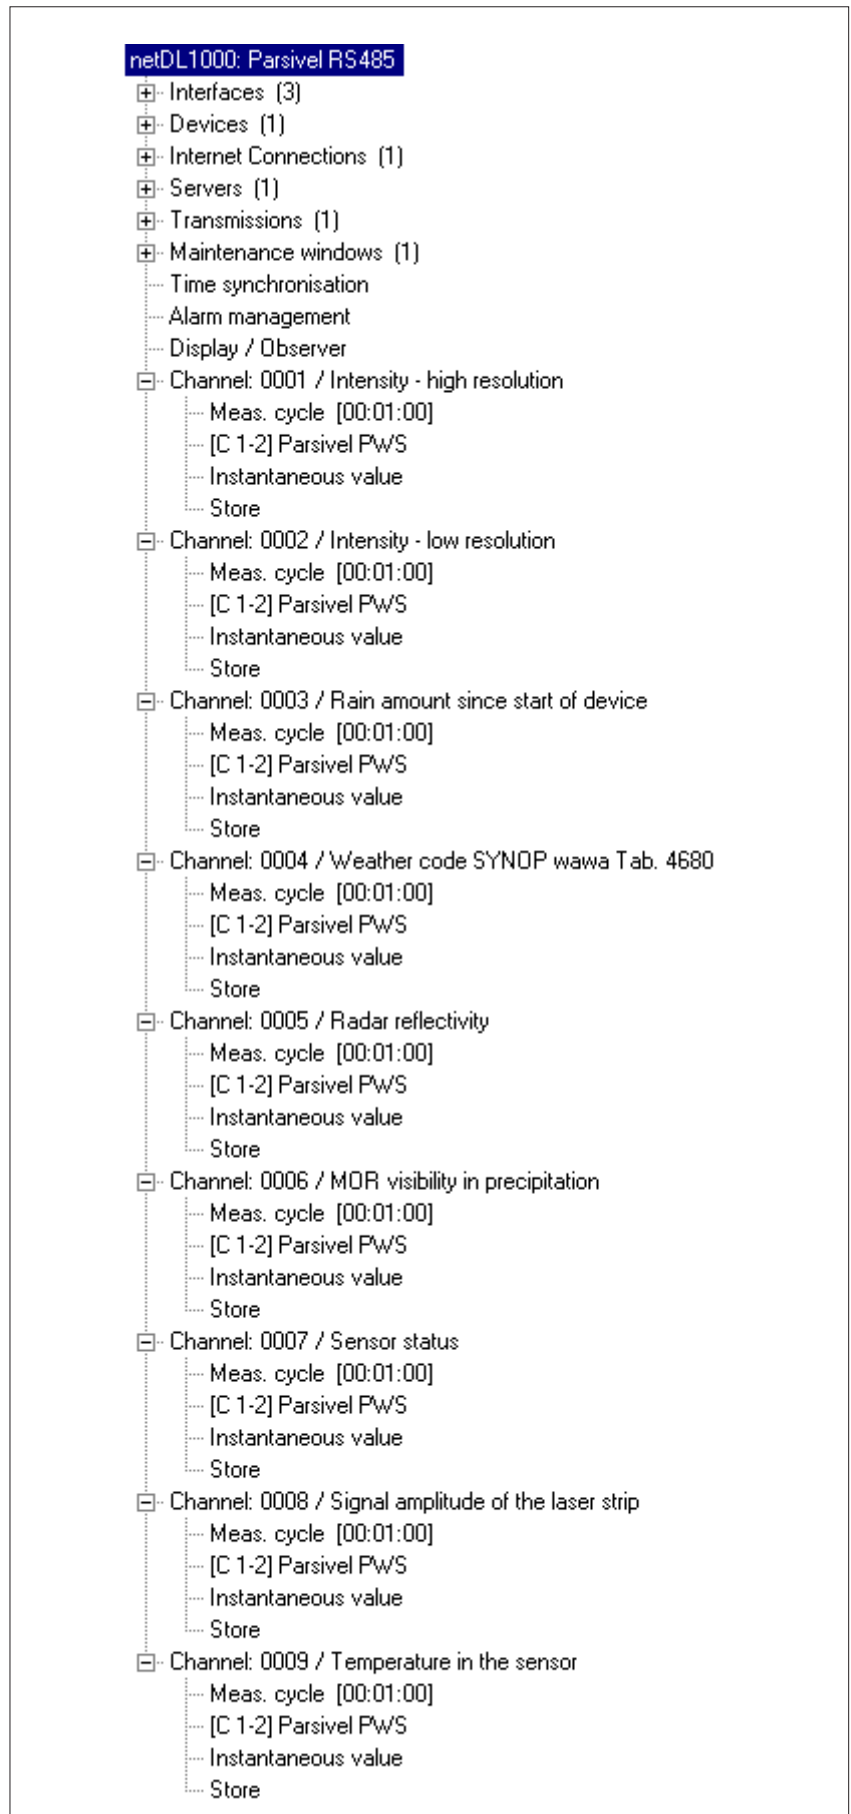 netDL1000: Parsivel RS485
Interfaces (3)
Devices (1)
Internet Connections (1)
Servers (1)
Transmissions (1)
Maintenance windows (1)
Time synchronisation
Alarm management
Display / Observer
Channel: 0001 / Intensity - high resolution
Meas. cycle [00:01:00]
[C 1-2] Parsivel PWS
Instantaneous value
Store
Channel: 0002 / Intensity - low resolution
Meas. cycle [00:01:00]
[C 1-2] Parsivel PWS
Instantaneous value
Store
Channel: 0003 / Rain amount since start of device
Meas. cycle [00:01:00]
[C 1-2] Parsivel PWS
Instantaneous value
Store
Channel: 0004 / Weather code SYNOP wawa Tab. 4680
Meas. cycle [00:01:00]
[C 1-2] Parsivel PWS
Instantaneous value
Store
Channel: 0005 / Radar reflectivity
Meas. cycle [00:01:00]
[C 1-2] Parsivel PWS
Instantaneous value
Store
Channel: 0006 / MOR visibility in precipitation
Meas. cycle [00:01:00]
[C 1-2] Parsivel PWS
Instantaneous value
Store
Channel: 0007 / Sensor status
Meas. cycle [00:01:00]
[C 1-2] Parsivel PWS
Instantaneous value
Store
Channel: 0008 / Signal amplitude of the laser strip
Meas. cycle [00:01:00]
[C 1-2] Parsivel PWS
Instantaneous value
Store
Channel: 0009 / Temperature in the sensor
Meas. cycle [00:01:00]
[C 1-2] Parsivel PWS
Instantaneous value
Store